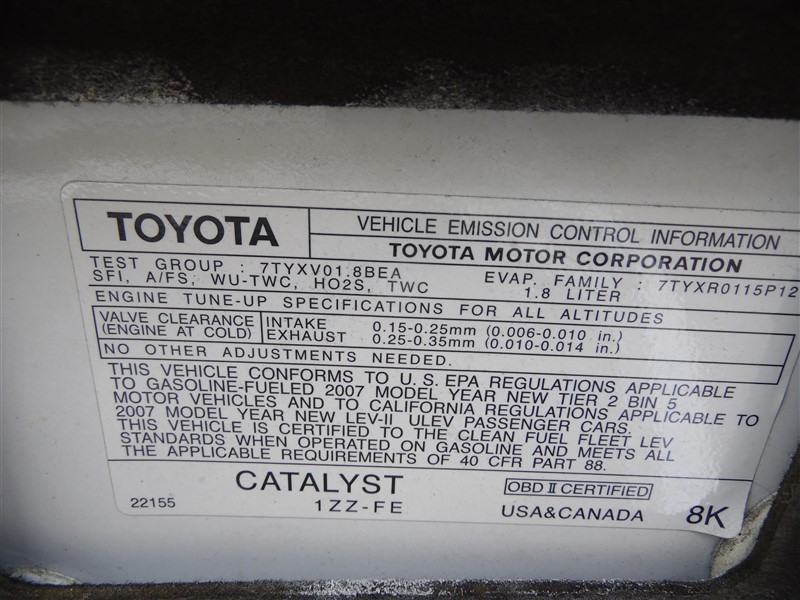 TOYOTA
VEHICLE EMISSION CONTROL INFORMATION
TOYOTA MOTOR CORPORATION
TEST GROUP : 7TYXV01.8BEA
EVAP. FAMILY : 7TYXR0115P12
SFI, A/FS, WU-TWC, HO2S, TWC
1.8 LITER
ENGINE TUNE-UP SPECIFICATIONS FOR ALL ALTITUDES
VALVE CLEARANCE
(ENGINE AT COLD)
INTAKE 0.15-0.25mm (0.006-0.010 in.)
EXHAUST 0.25-0.35mm (0.010-0.014 in.)
NO OTHER ADJUSTMENTS NEEDED.
THIS VEHICLE CONFORMS TO U.S. EPA REGULATIONS APPLICABLE
TO GASOLINE-FUELED 2007 MODEL YEAR NEW TIER 2 BIN 5
MOTOR VEHICLES AND TO CALIFORNIA REGULATIONS APPLICABLE TO
2007 MODEL YEAR NEW LEV-II ULEV PASSENGER CARS.
THIS VEHICLE IS CERTIFIED TO THE CLEAN FUEL FLEET LEV
STANDARDS WHEN OPERATED ON GASOLINE AND MEETS ALL
THE APPLICABLE REQUIREMENTS OF 40 CFR PART 88.
CATALYST
OBD II CERTIFIED
22155
1ZZ-FE
USA&CANADA
8K